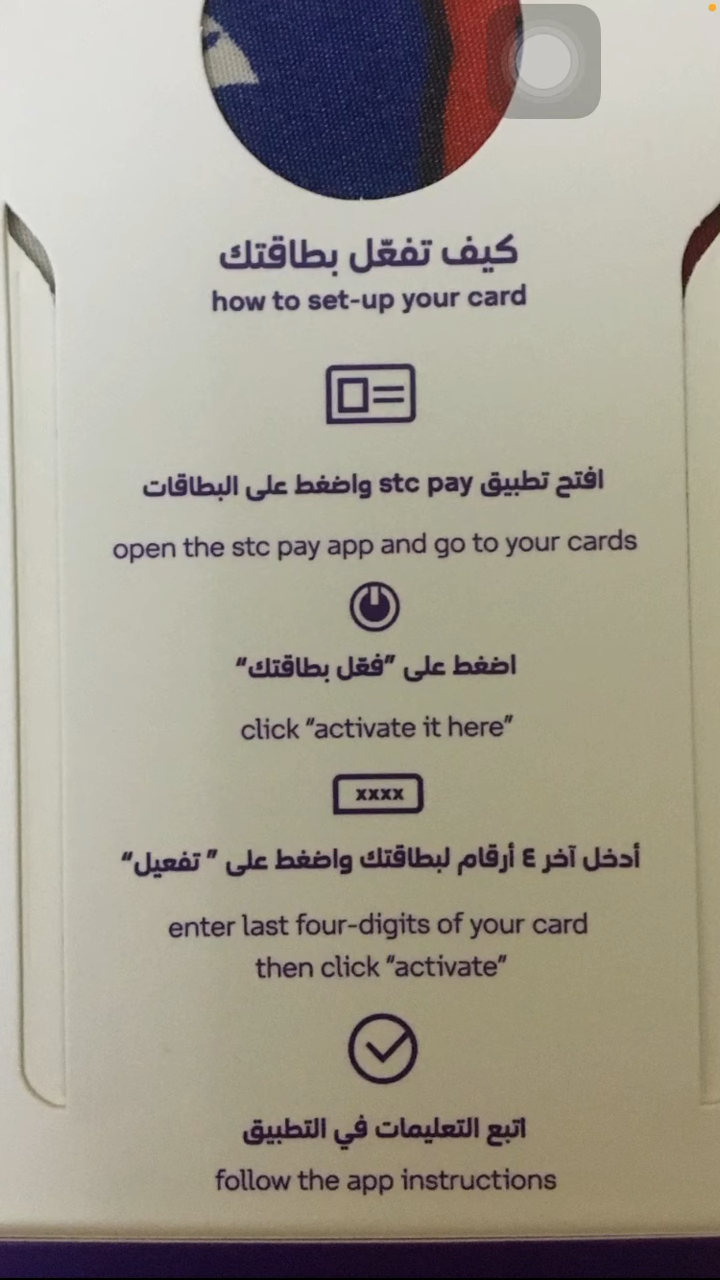 كيف تفعّل بطاقتك
how to set-up your card
افتح تطبيق stc pay واضغط على البطاقات
open the stc pay app and go to your cards
اضغط على "فعّل بطاقتك"
click "activate it here"
xxxx
أدخل آخر ٤ أرقام لبطاقتك واضغط على " تفعيل"
enter last four-digits of your card
then click "activate"
اتبع التعليمات في التطبيق
follow the app instructions